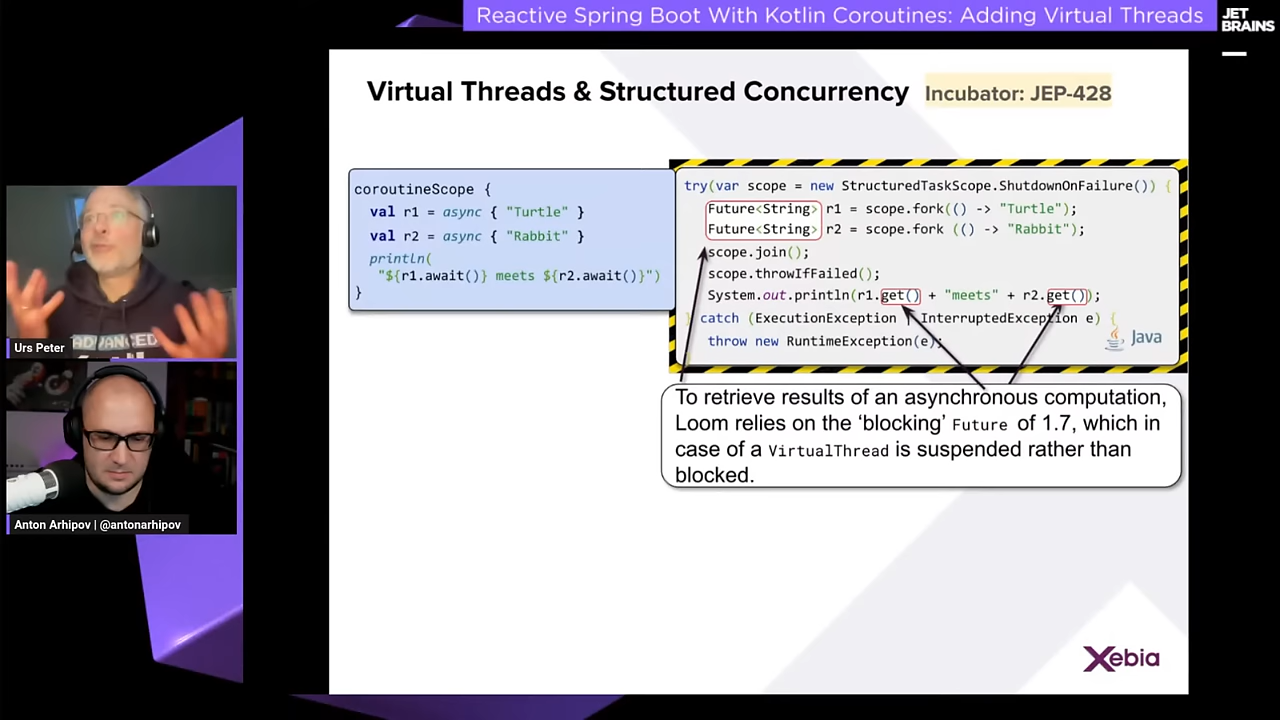 Reactive Spring Boot With Kotlin Coroutines: Adding Virtual Threads
JET
BRAINS
Virtual Threads & Structured Concurrency
Incubator: JEP-428
coroutineScope {
val r1 = async { "Turtle" }
val r2 = async { "Rabbit" }
println(
"${r1.await()} meets ${r2.await()}")
}
try(var scope = new StructuredTaskScope.ShutdownOnFailure()) {
Future<String> r1 = scope.fork(() -> "Turtle");
Future<String> r2 = scope.fork (() -> "Rabbit");
scope.join();
scope.throwIfFailed();
System.out.println(r1.get() + "meets" + r2.get());
} catch (ExecutionException | InterruptedException e) {
throw new RuntimeException(e);
Java
To retrieve results of an asynchronous computation,
Loom relies on the ‘blocking’ Future of 1.7, which in
case of a VirtualThread is suspended rather than
blocked.
ADVANCED
Urs Peter
Anton Arhipov | @antonarhipov
Xebia